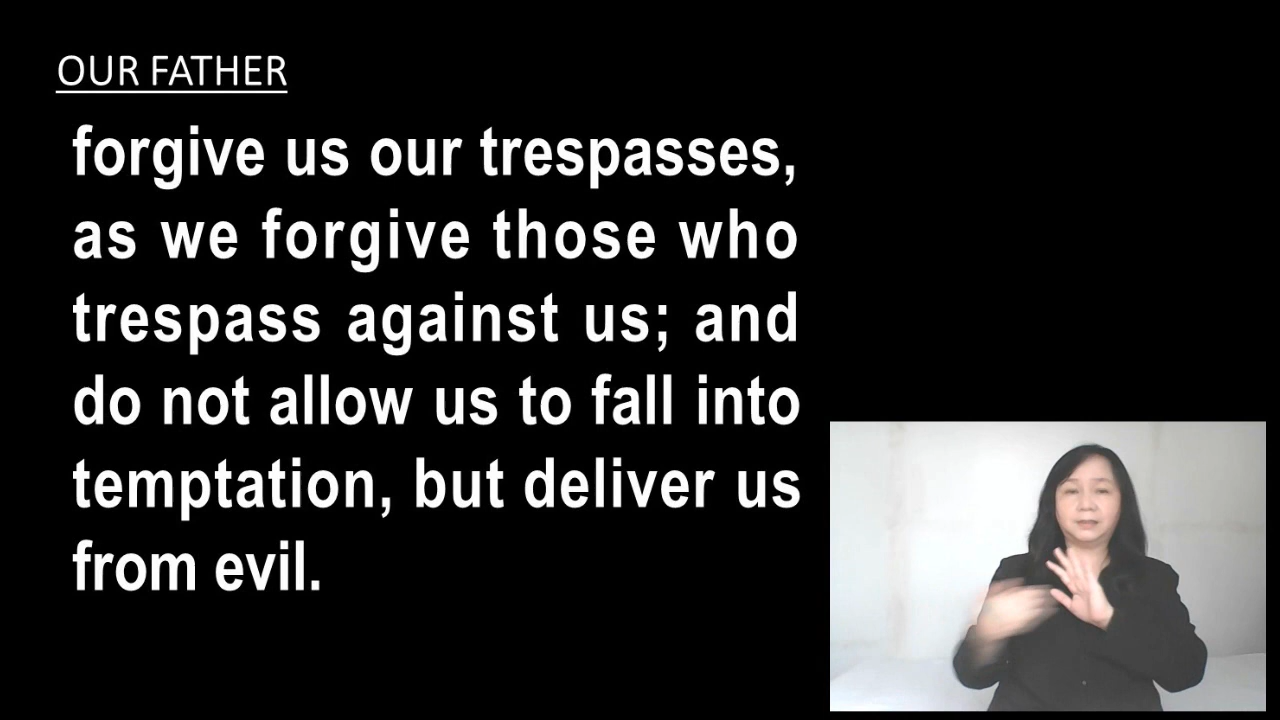 OUR FATHER
forgive us our trespasses,
as we forgive those who
trespass against us; and
do not allow us to fall into
temptation, but deliver us
from evil.